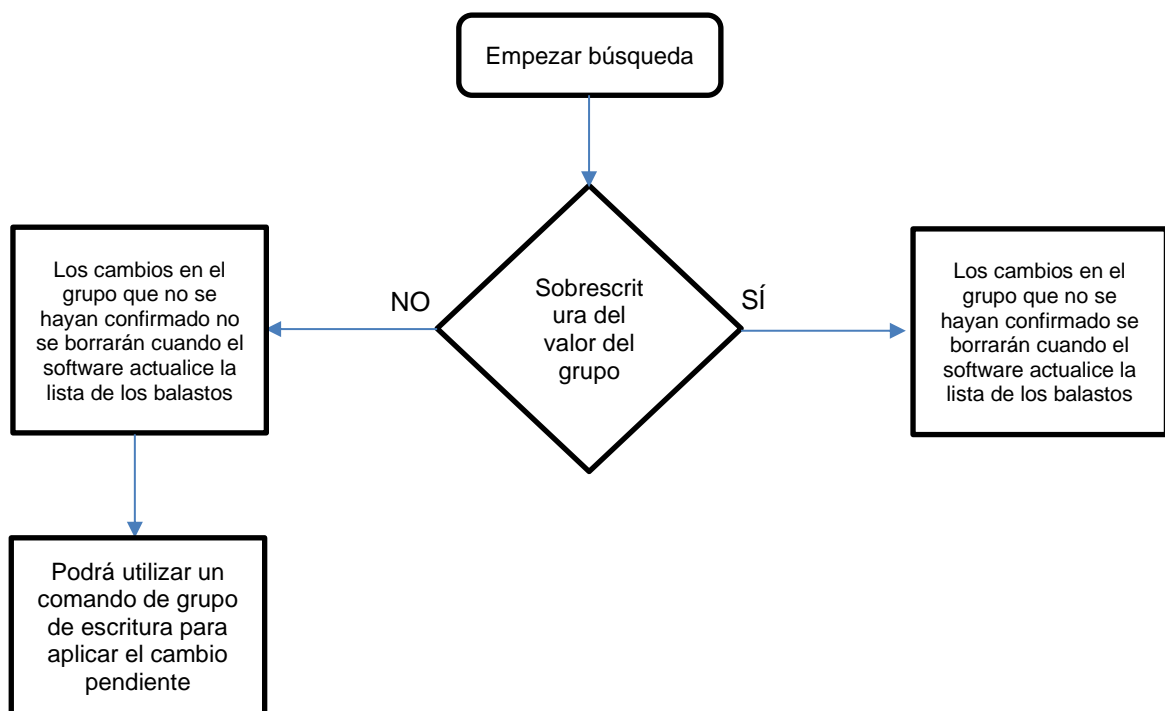 Empezar búsqueda
Sobrescrit
ura del
valor del
grupo
NO
SÍ
Los cambios en el
grupo que no se
hayan confirmado no
se borrarán cuando el
software actualice la
lista de los balastos
Los cambios en el
grupo que no se
hayan confirmado se
borrarán cuando el
software actualice la
lista de los balastos
Podrá utilizar un
comando de grupo
de escritura para
aplicar el cambio
pendiente